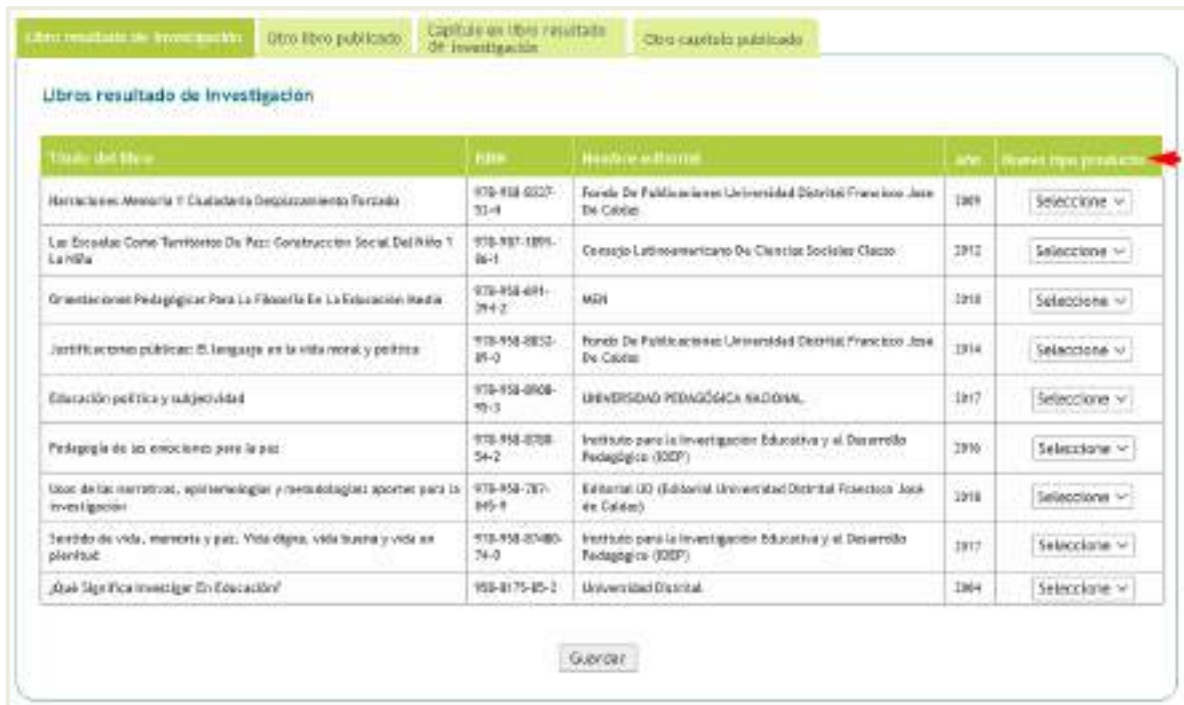 Libro resultado de investigación
Otro libro publicado
Capítulo en libro resultado
de investigación
Otro capítulo publicado
Libros resultado de Investigación
Título del libro
ISBN
Nombre editorial
Año
Nuevo tipo producto
Narraciones Memoria Y Ciudadanía Desplazamiento Forzado
Fondo De Publicaciones Universidad Distrital Francisco Jose
De Caldas
2009
Seleccione
Las Escuelas Como Territorios De Paz: Construcción Social Del Niño Y
La Niña
Consejo Latinoamericano De Ciencias Sociales Clacso
2012
Seleccione
Orientaciones Pedagógicas Para La Filosofía En La Educación Media
MEN
2010
Seleccione
Justificaciones públicas: El lenguaje en la vida moral y política
Fondo De Publicaciones Universidad Distrital Francisco Jose
De Caldas
2014
Seleccione
Educación política y subjetividad
UNIVERSIDAD PEDAGÓGICA NACIONAL
2017
Seleccione
Pedagogía de las emociones para la paz
978-958-8780-
54-2
Instituto para la Investigación Educativa y el Desarrollo
Pedagógico (IDEP)
2016
Seleccione
Usos de las narrativas, epistemologías y metodologías: aportes para la
investigación
978-958-787-
Editorial UD (Editorial Universidad Distrital Francisco José
de Caldas)
2018
Seleccione
Sentido de vida, memoria y paz. Vida digna, vida buena y vida en
plenitud
74-0
Instituto para la Investigación Educativa y el Desarrollo
Pedagógico (IDEP)
2017
Seleccione
¿Qué Significa Investigar En Educación?
958-8175-85-2
Universidad Distrital
2004
Seleccione
Guardar